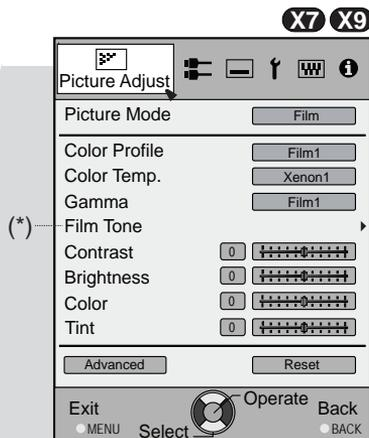 X7 X9
Picture Adjust
Picture Mode Film
Color Profile Film1
Color Temp. Xenon1
Gamma Film1
(*) Film Tone
Contrast 0
Brightness 0
Color 0
Tint 0
Advanced Reset
Exit Operate Back
MENU Select BACK